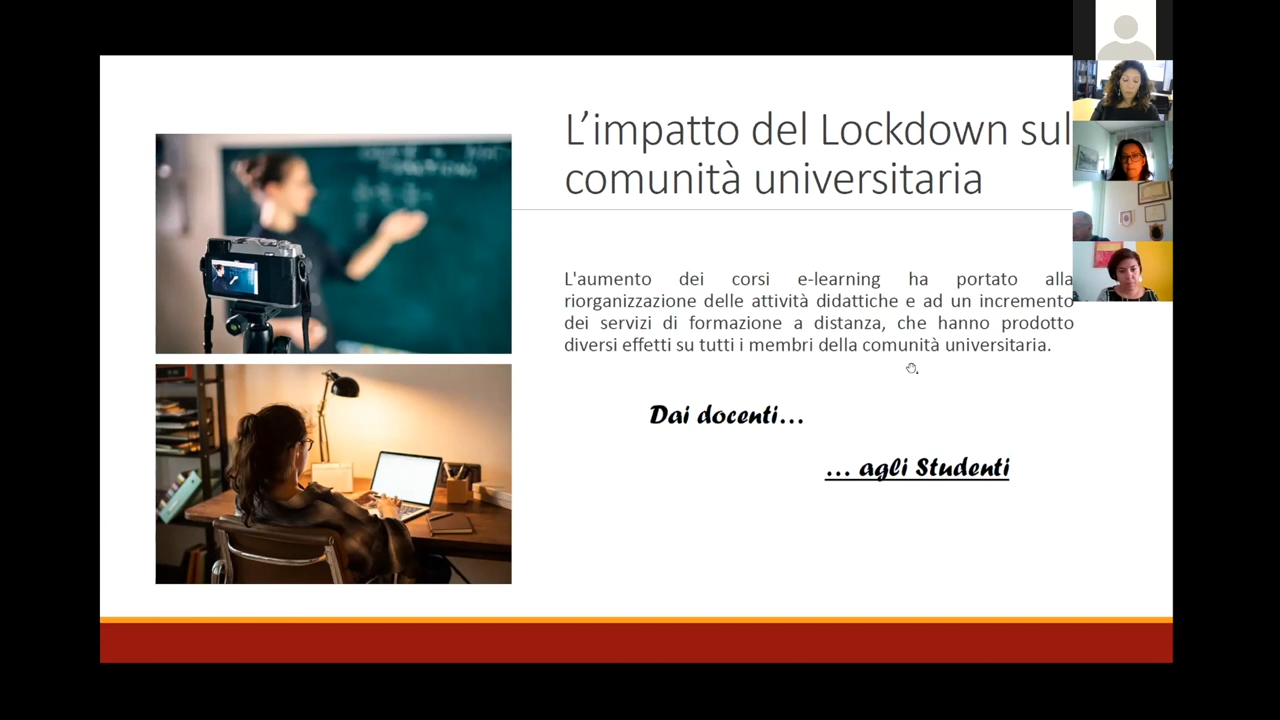 L’impatto del Lockdown sul
comunità universitaria
L'aumento dei corsi e-learning ha portato alla
riorganizzazione delle attività didattiche e ad un incremento
dei servizi di formazione a distanza, che hanno prodotto
diversi effetti su tutti i membri della comunità universitaria.
Dai docenti…
… agli Studenti